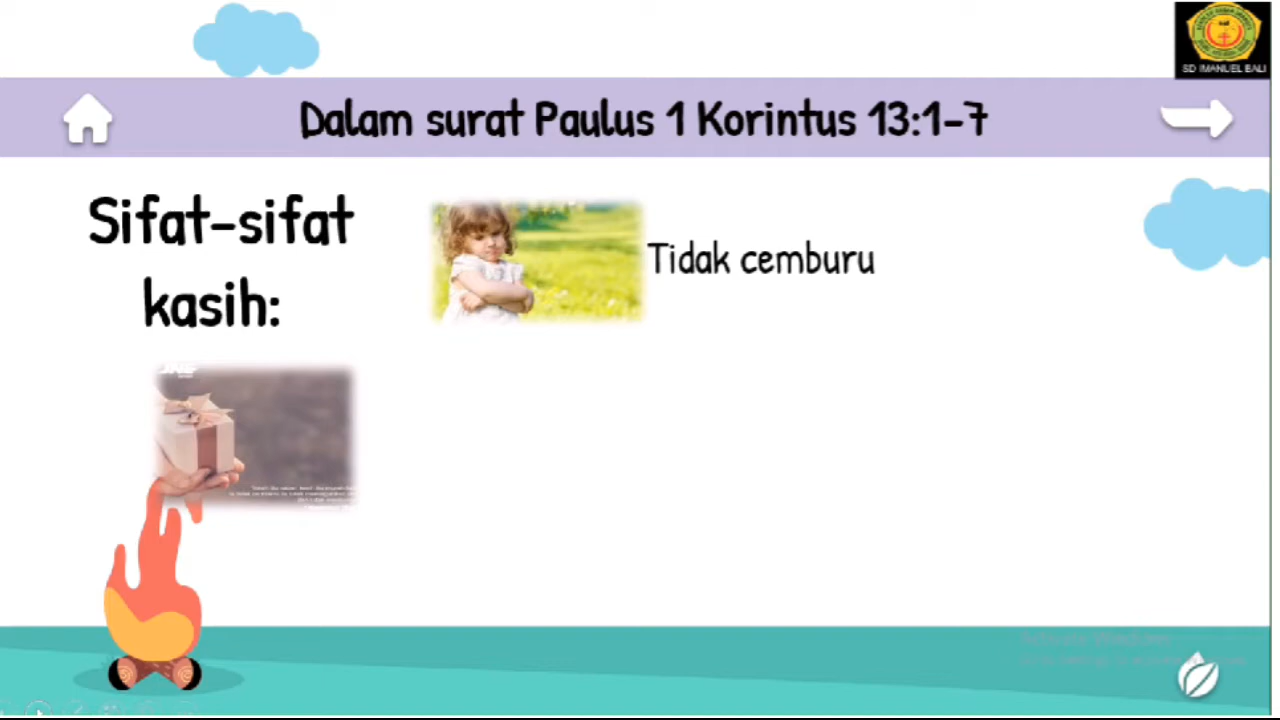 SD IMANUEL BALI
Dalam surat Paulus 1 Korintus 13:1-7
Sifat-sifat
kasih:
Tidak cemburu